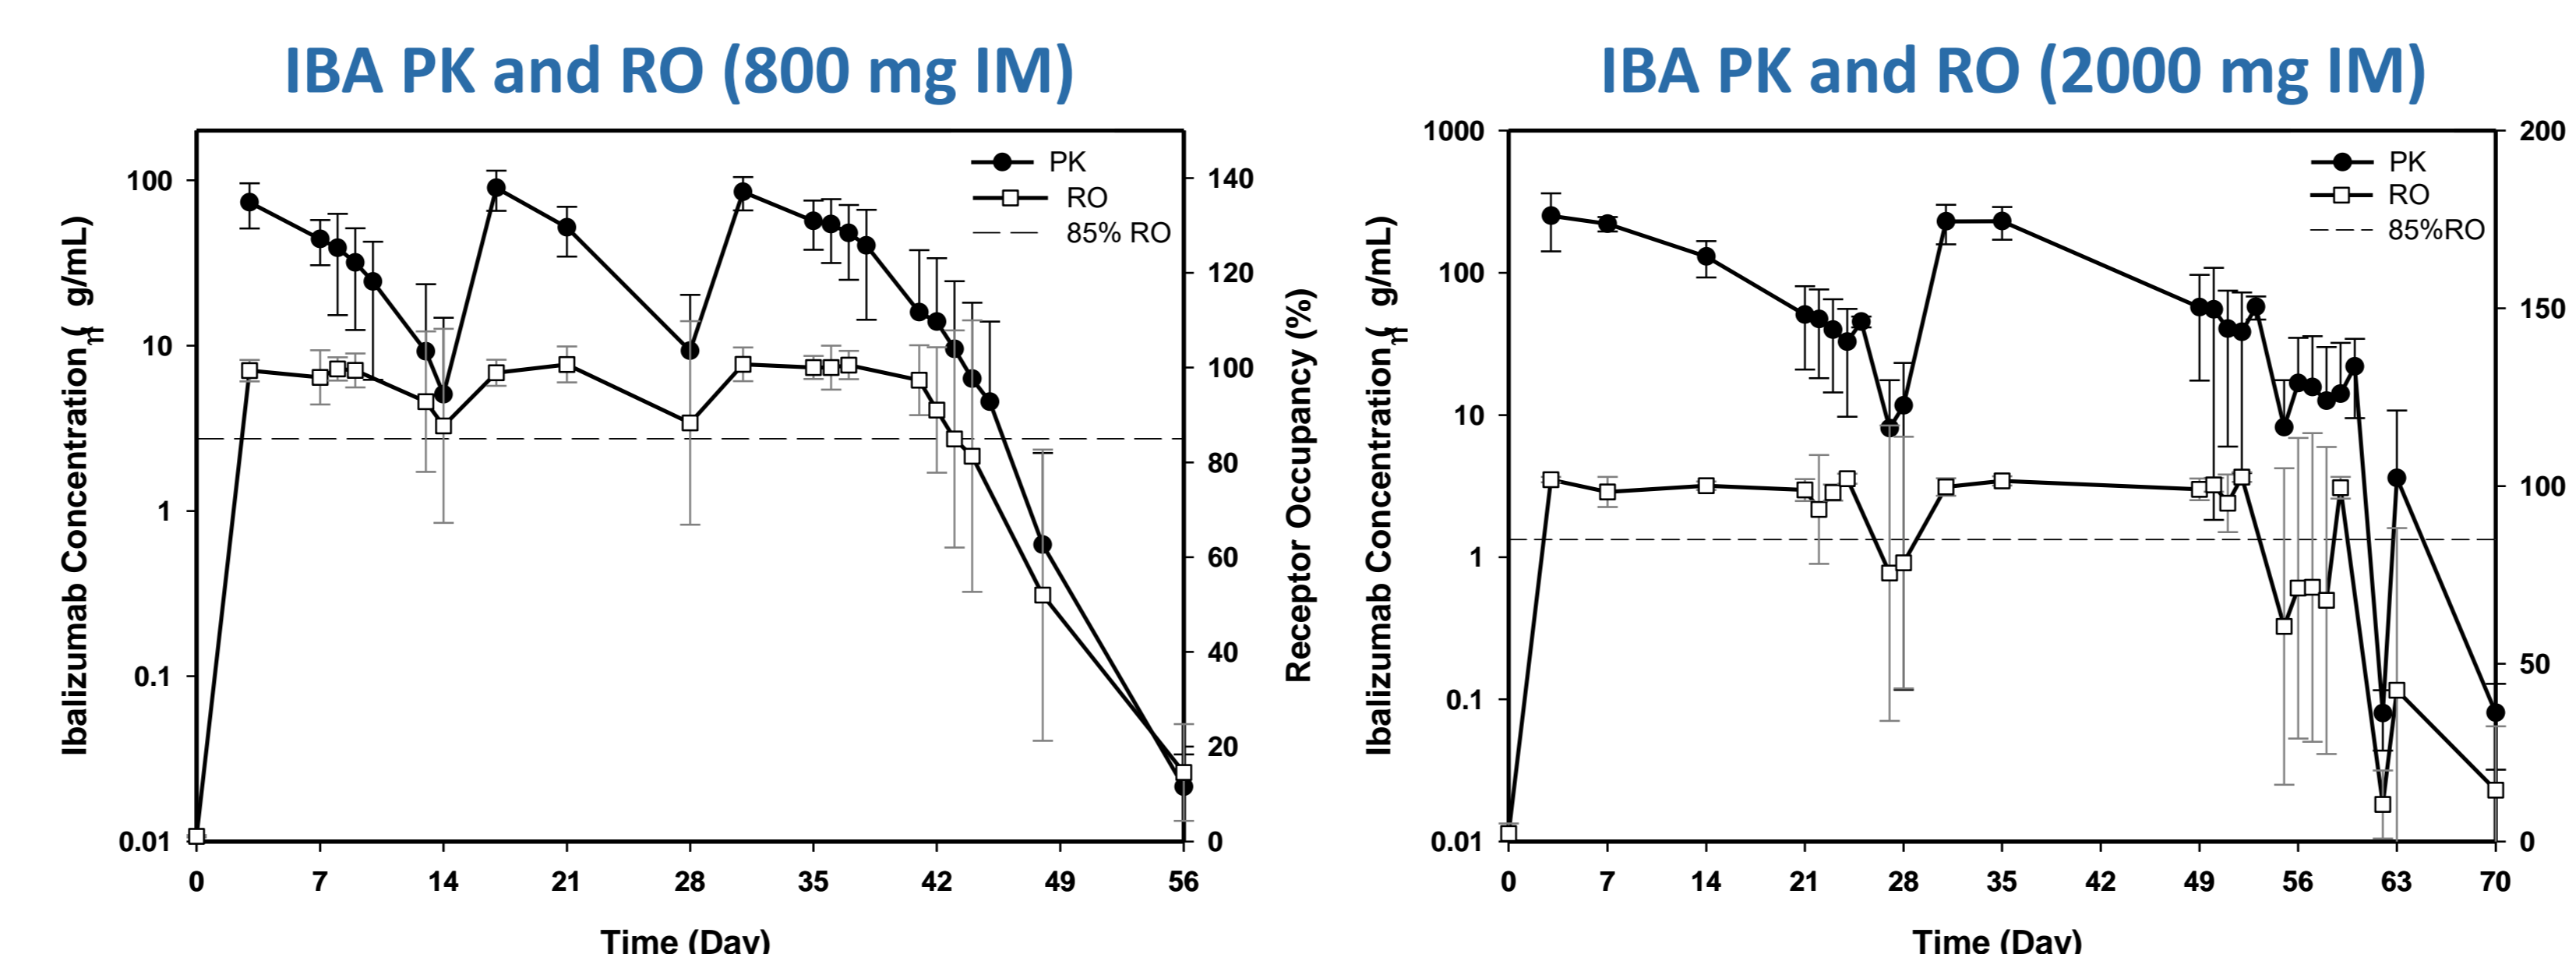 IBA PK and RO (800 mg IM)
PK
RO
85% RO
100
10
1
0.1
0.01
140
120
100
80
60
40
20
0
Ibalizumab Concentration ( g/mL)
Receptor Occupancy (%)
0 7 14 21 28 35 42 49 56
Time (Day)
IBA PK and RO (2000 mg IM)
PK
RO
85%RO
1000
100
10
1
0.1
0.01
200
150
100
50
0
Ibalizumab Concentration ( g/mL)
0 7 14 21 28 35 42 49 56 63 70
Time (Day)